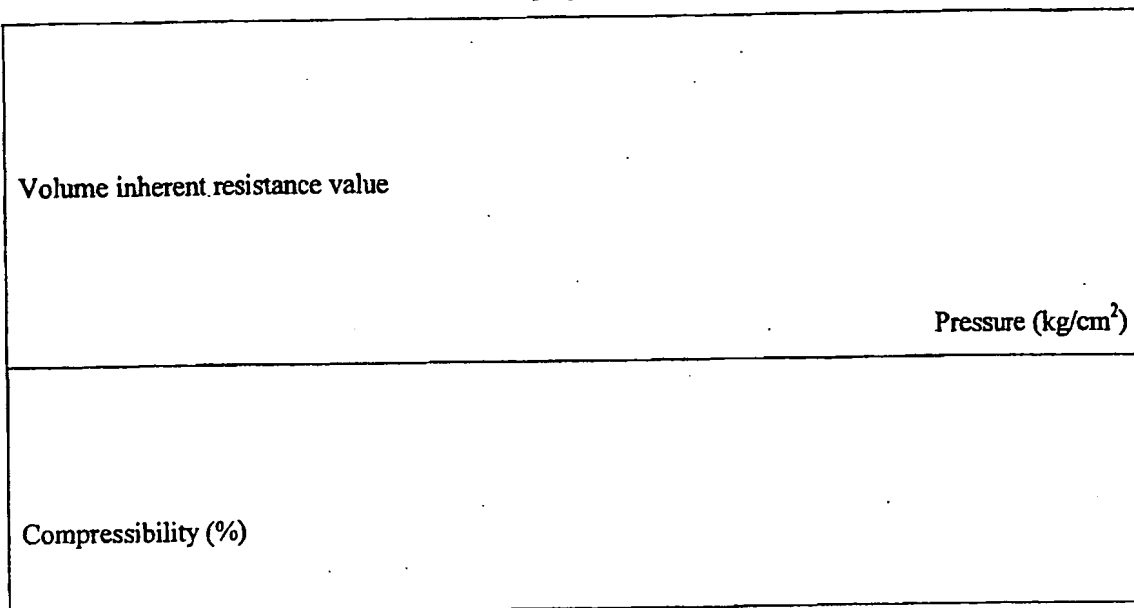 Volume inherent resistance value
Pressure (kg/cm²)
Compressibility (%)